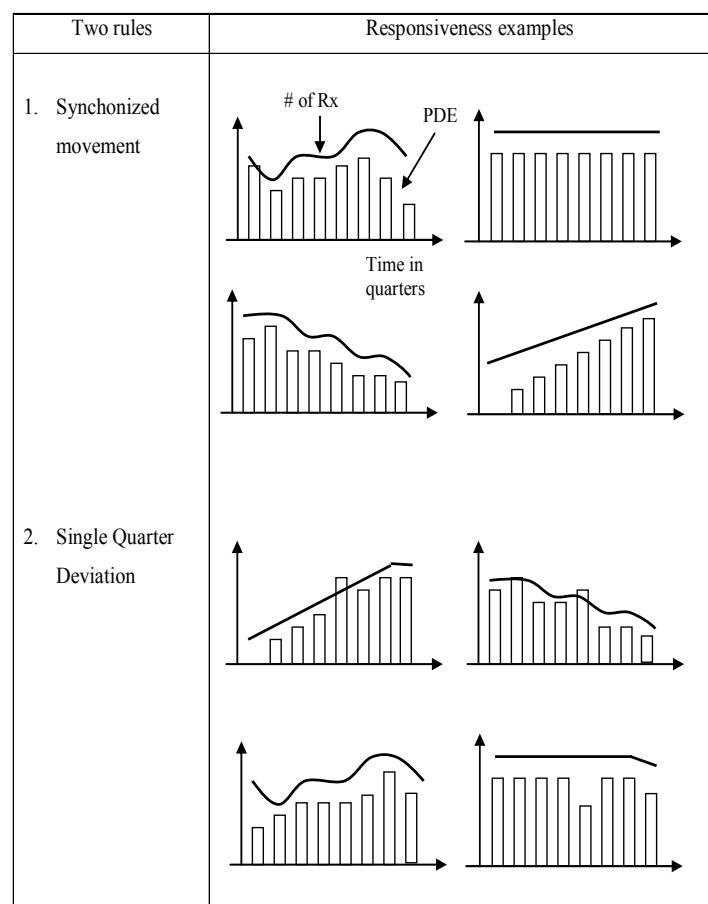 Two rules
Responsiveness examples
1. Synchonized
movement
# of Rx
PDE
Time in
quarters
2. Single Quarter
Deviation